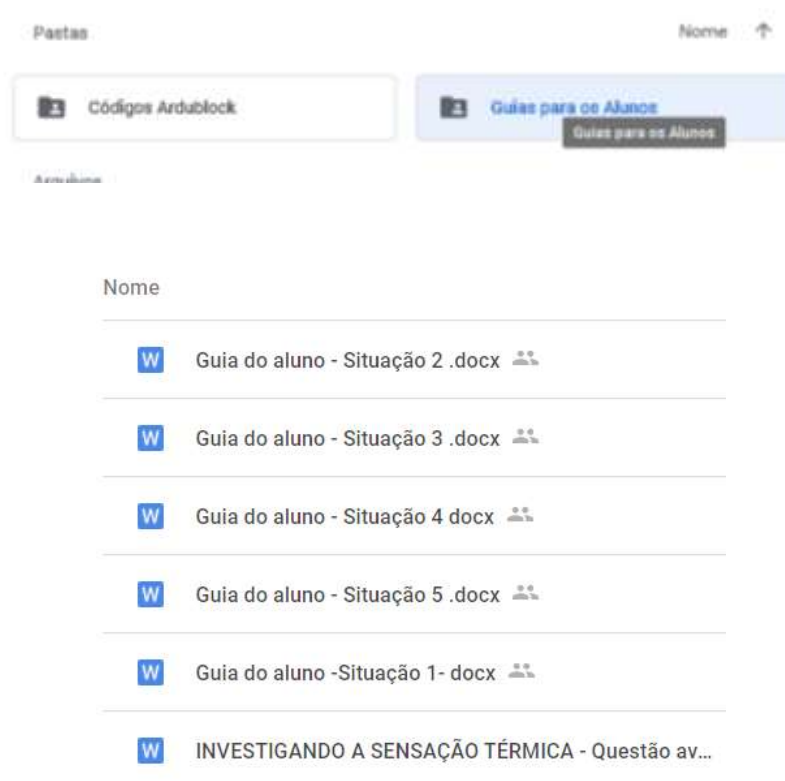 Pastas
Nome
Códigos Ardublock
Guias para os Alunos
Guias para os Alunos
Arquivos
Nome
Guia do aluno - Situação 2 .docx
Guia do aluno - Situação 3 .docx
Guia do aluno - Situação 4 docx
Guia do aluno - Situação 5 .docx
Guia do aluno -Situação 1- docx
INVESTIGANDO A SENSAÇÃO TÉRMICA - Questão av...